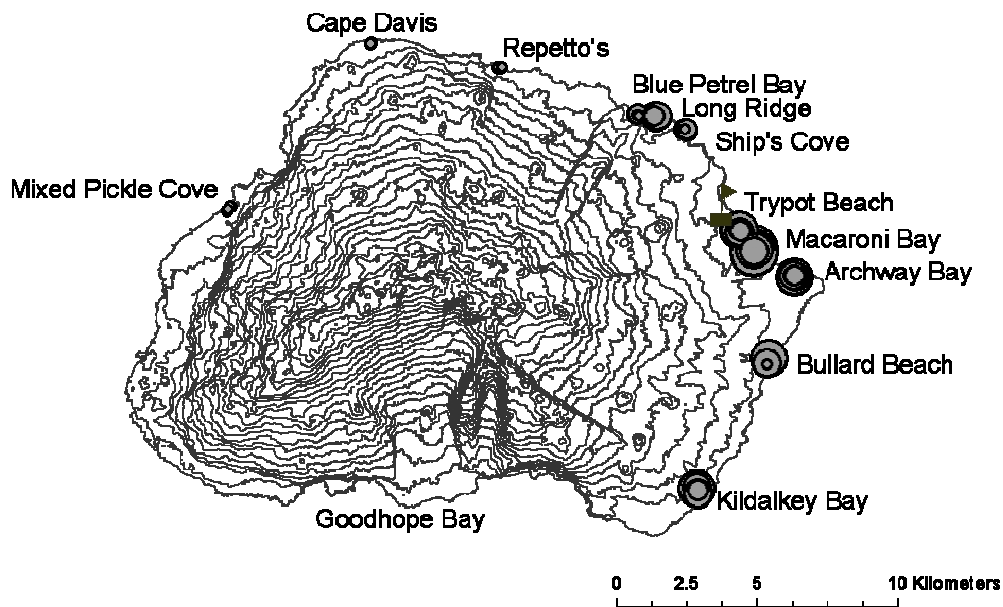 Cape Davis
Repetto's
Blue Petrel Bay
Long Ridge
Ship's Cove
Mixed Pickle Cove
Trypot Beach
Macaroni Bay
Archway Bay
Bullard Beach
Kildalkey Bay
Goodhope Bay
0 2.5 5 10 Kilometers